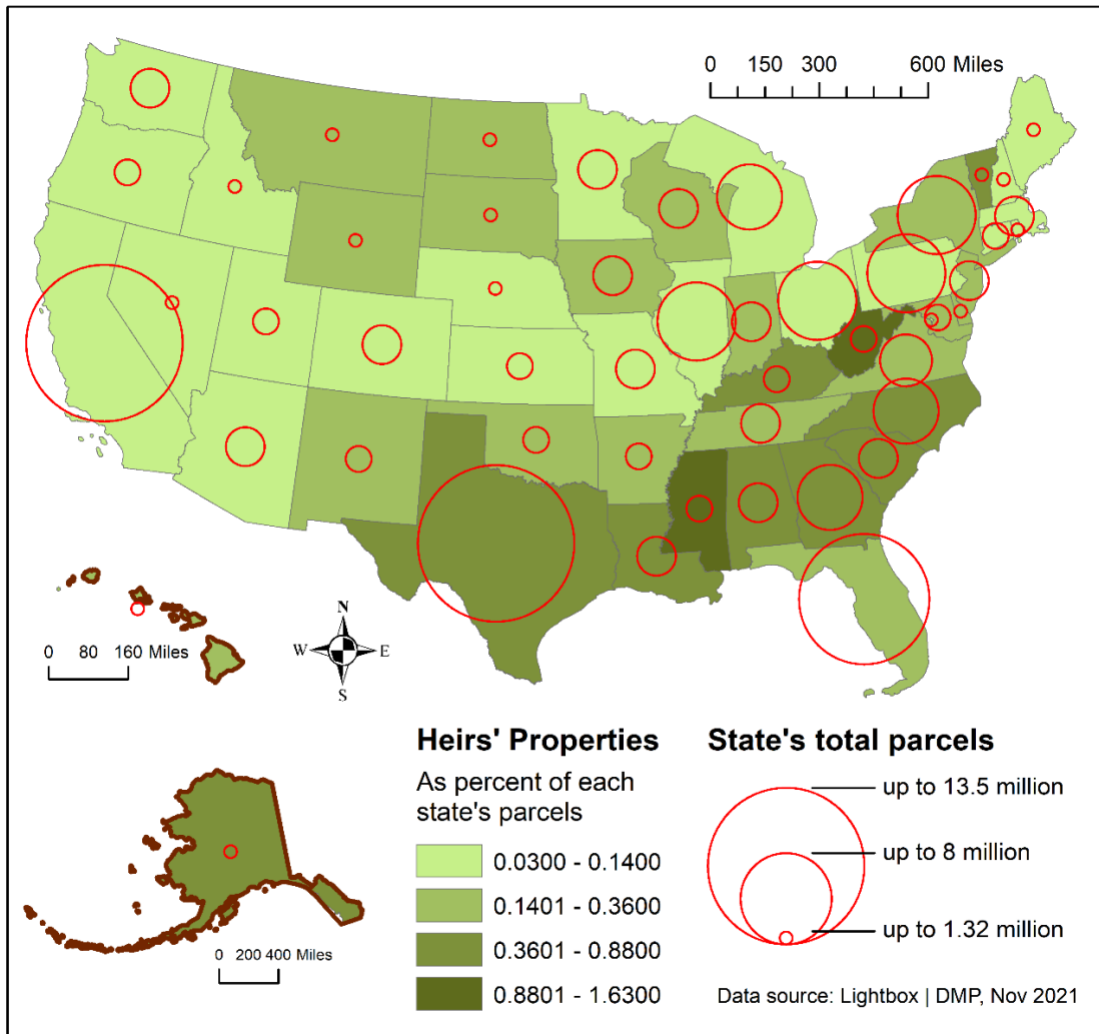 0 150 300 600 Miles
0 80 160 Miles
N
W E
S
Heirs' Properties
As percent of each
state's parcels
0.0300 - 0.1400
0.1401 - 0.3600
0.3601 - 0.8800
0.8801 - 1.6300
State's total parcels
up to 13.5 million
up to 8 million
up to 1.32 million
0 200 400 Miles
Data source: Lightbox | DMP, Nov 2021